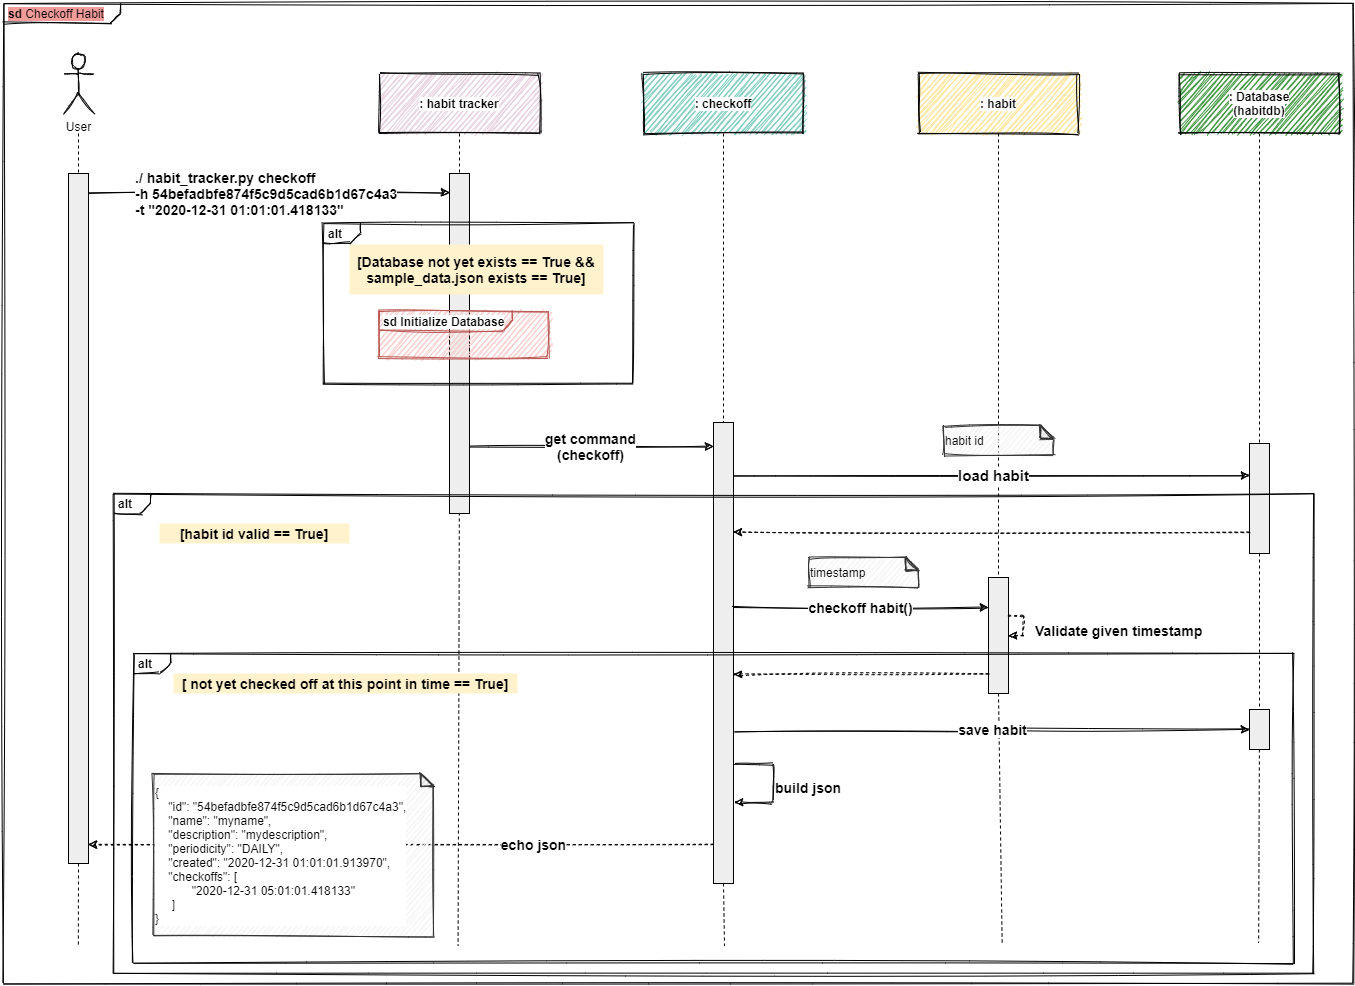 sd Checkoff Habit
User
: habit tracker
: checkoff
: habit
: Database
(habitdb)
./ habit_tracker.py checkoff
-h 54befadbfe874f5c9d5cad6b1d67c4a3
-t "2020-12-31 01:01:01.418133"
alt
[Database not yet exists == True &&
sample_data.json exists == True]
sd Initialize Database
get command
(checkoff)
habit id
load habit
alt
[habit id valid == True]
timestamp
checkoff habit()
Validate given timestamp
alt
[ not yet checked off at this point in time == True]
save habit
build json
echo json
{
"id": "54befadbfe874f5c9d5cad6b1d67c4a3",
"name": "myname",
"description": "mydescription",
"periodicity": "DAILY",
"created": "2020-12-31 01:01:01.913970",
"checkoffs": [
"2020-12-31 05:01:01.418133"
]
}